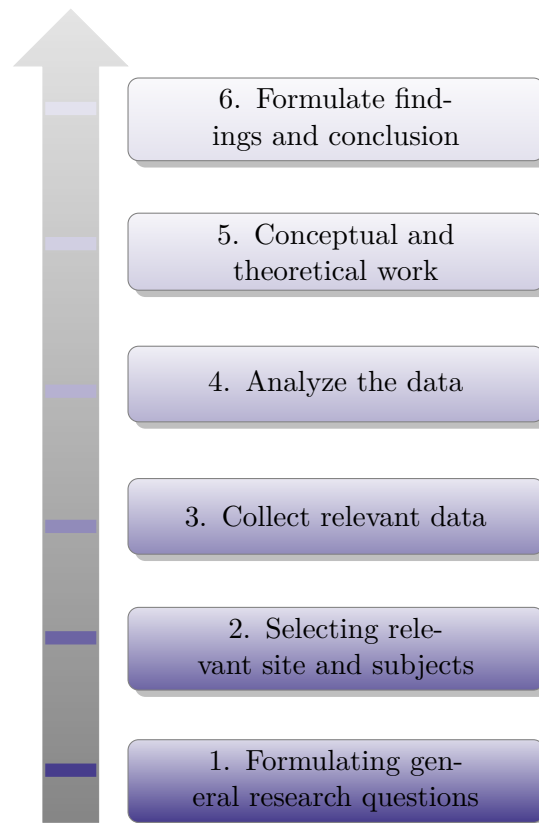 6. Formulate find-
ings and conclusion
5. Conceptual and
theoretical work
4. Analyze the data
3. Collect relevant data
2. Selecting rele-
vant site and subjects
1. Formulating gen-
eral research questions